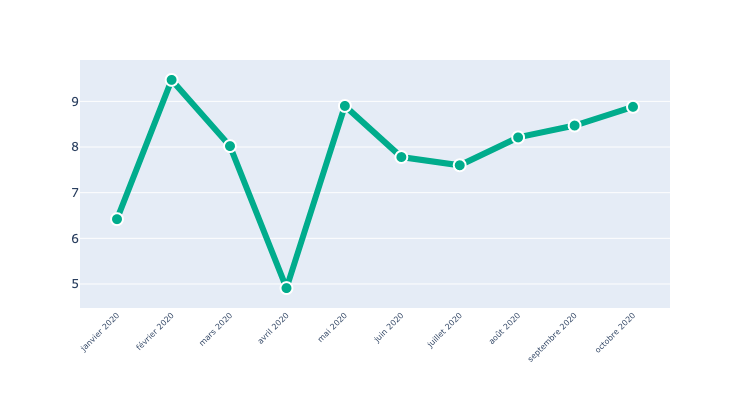 9
8
7
6
5
janvier 2020
février 2020
mars 2020
avril 2020
mai 2020
juin 2020
juillet 2020
août 2020
septembre 2020
octobre 2020